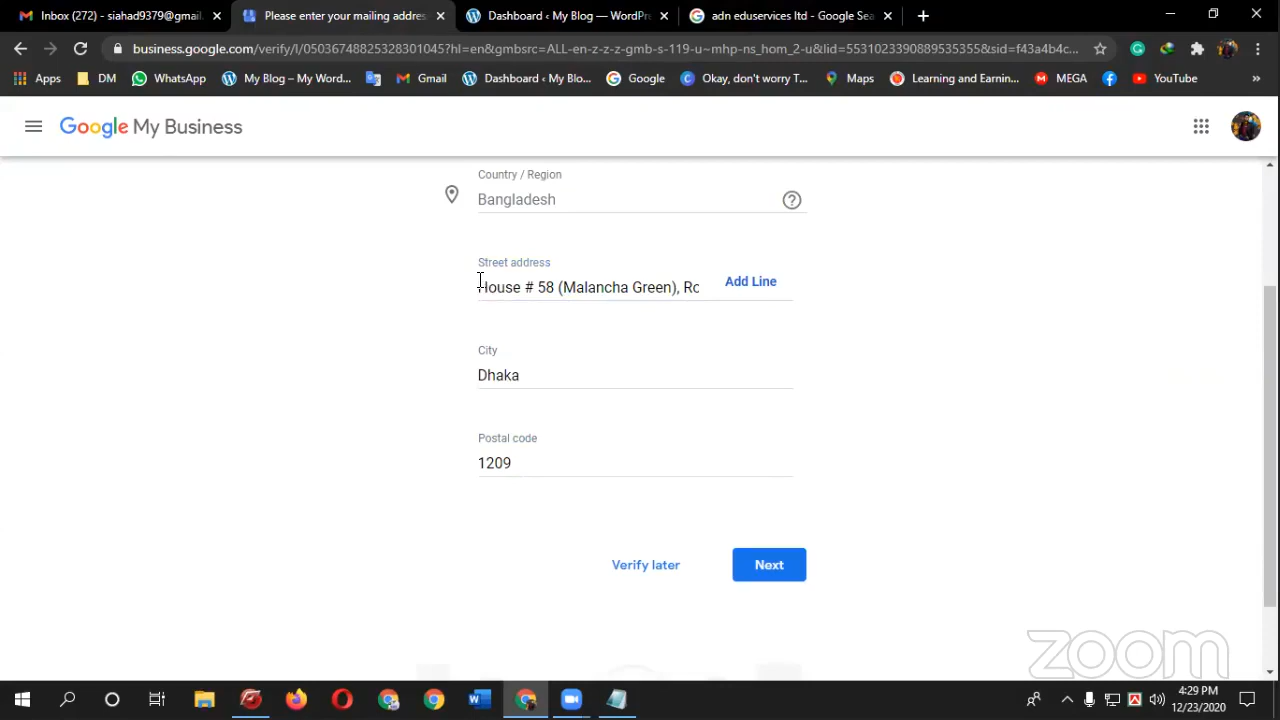 Inbox (272) - siahad9379@gmail.
Please enter your mailing addres
Dashboard ‹ My Blog — WordPre
adn eduservices ltd - Google Sea
business.google.com/verify/l/05036748825328301045?hl=en&gmbsrc=ALL-en-z-z-z-gmb-s-119-u~mhp-ns_hom_2-u&lid=5531023390889535355&sid=f43a4b4c...
Apps
DM
WhatsApp
My Blog – My Word...
Gmail
Dashboard ‹ My Blo...
Google
Okay, don't worry T...
Maps
Learning and Earnin...
MEGA
YouTube
»
Google My Business
Country / Region
Bangladesh
Street address
House # 58 (Malancha Green), Ro
Add Line
City
Dhaka
Postal code
1209
Verify later
Next
zoom
4:29 PM
12/23/2020